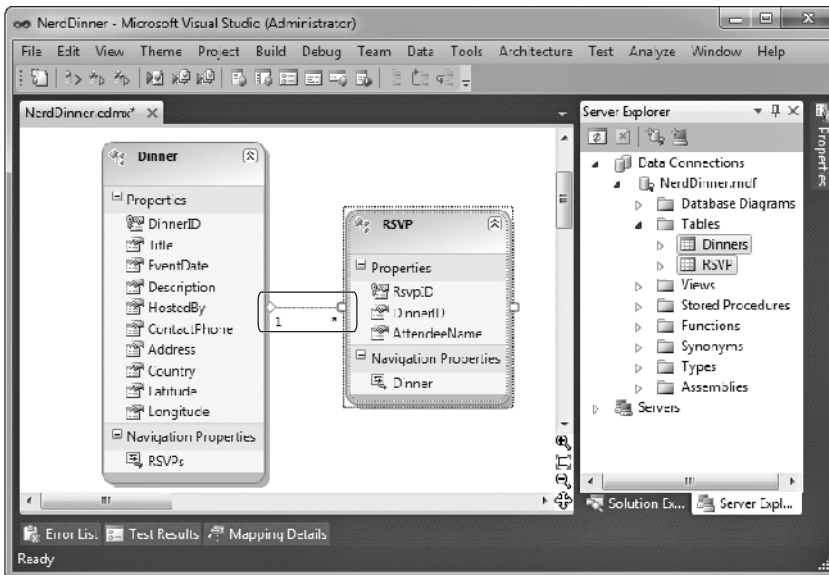 NerdDinner - Microsoft Visual Studio (Administrator)
File Edit View Theme Project Build Debug Team Data Tools Architecture Test Analyze Window Help
NerdDinner.edmx*
Dinner
Properties
DinnerID
Title
EventDate
Description
HostedBy
ContactPhone
Address
Country
Latitude
Longitude
Navigation Properties
RSVPs
1 *
RSVP
Properties
RsvpID
DinnerID
AttendeeName
Navigation Properties
Dinner
Server Explorer
Data Connections
NerdDinner.mdf
Database Diagrams
Tables
Dinners
RSVP
Views
Stored Procedures
Functions
Synonyms
Types
Assemblies
Servers
Solution Ex... Server Expl...
Properties
Error List Test Results Mapping Details
Ready